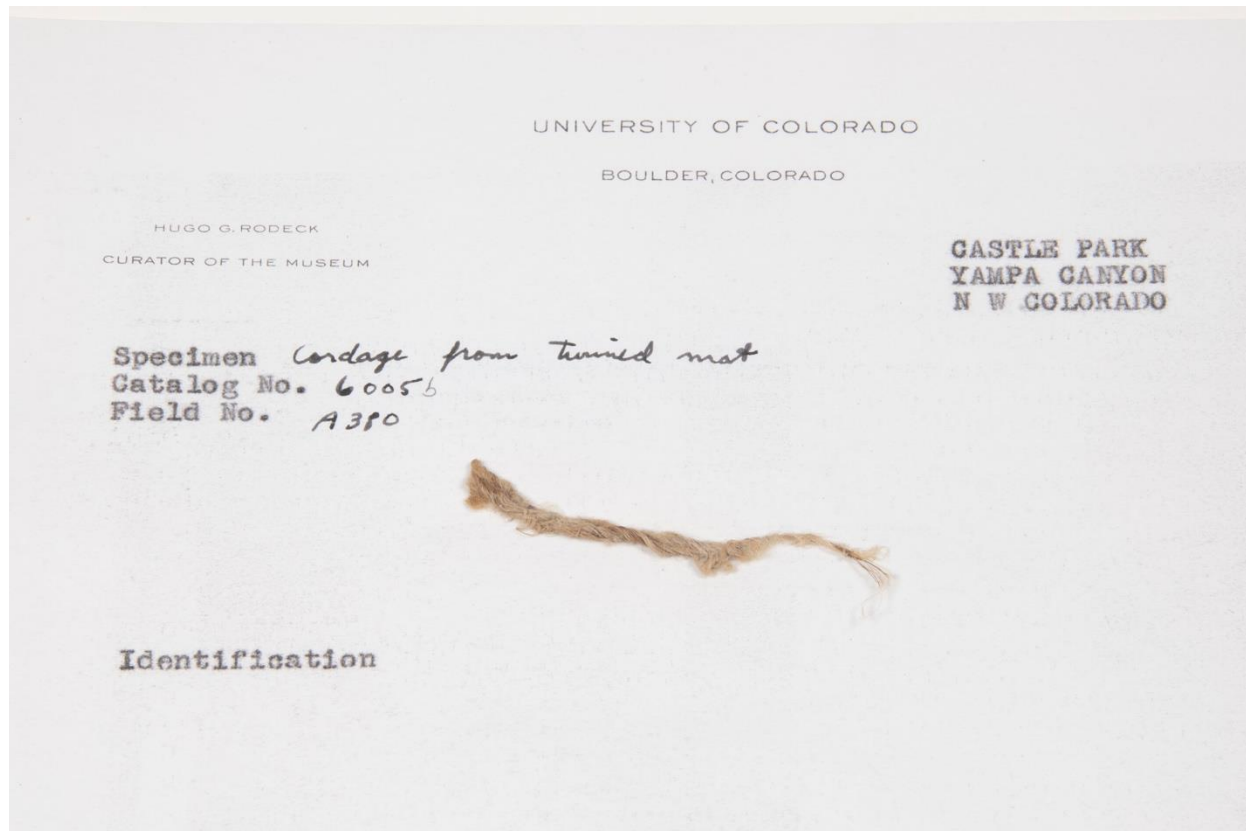 UNIVERSITY OF COLORADO
BOULDER, COLORADO
HUGO G. RODECK
CURATOR OF THE MUSEUM
CASTLE PARK
YAMPA CANYON
N W COLORADO
Specimen Cordage from twined mat
Catalog No. 6005b
Field No. A380
Identification